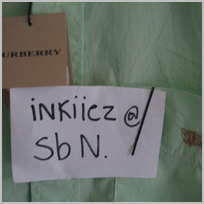 BURBERRY
iNKiicz @
Sb N.